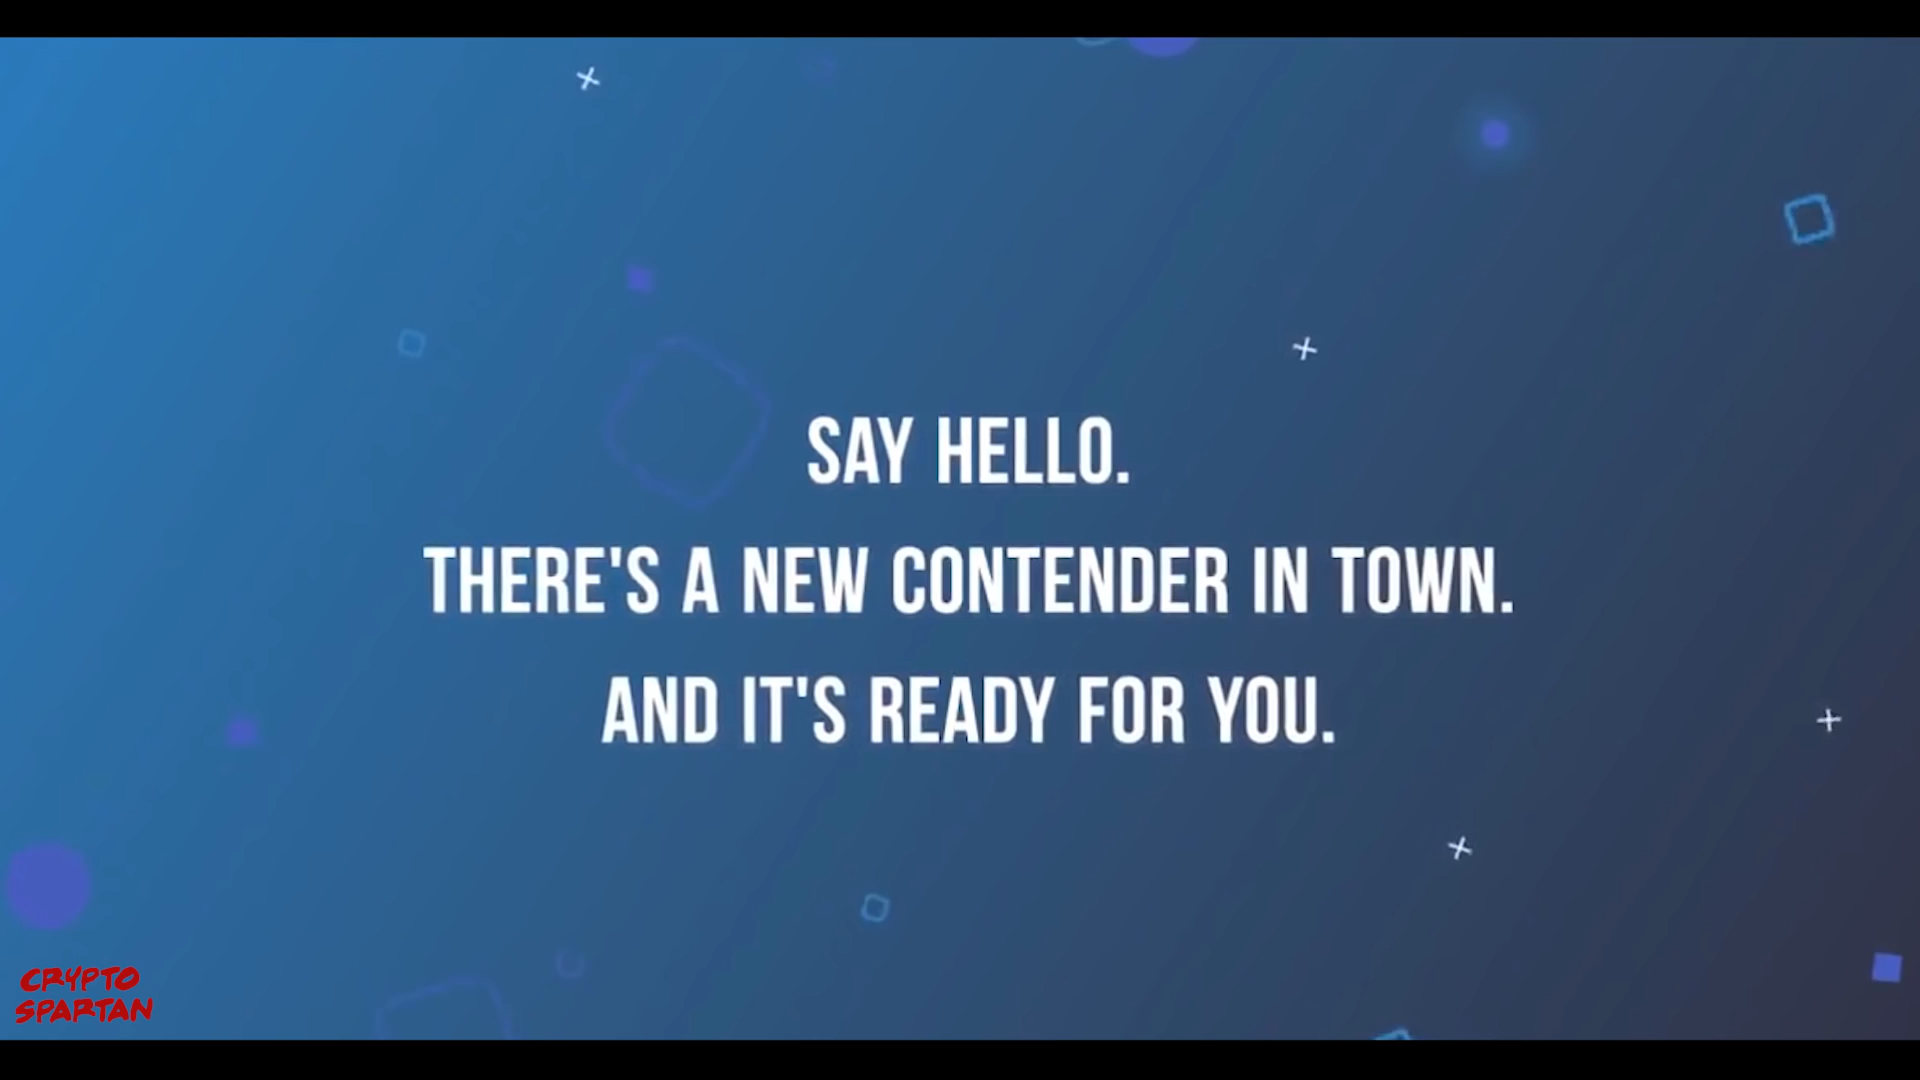 SAY HELLO.
THERE'S A NEW CONTENDER IN TOWN.
AND IT'S READY FOR YOU.
CRYPTO
SPARTAN